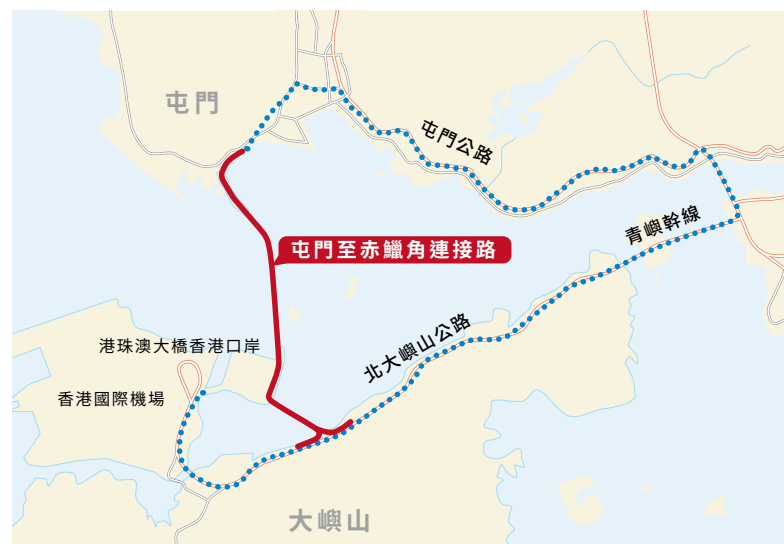 屯門
屯門公路
青嶼幹線
屯門至赤鱲角連接路
北大嶼山公路
港珠澳大橋香港口岸
香港國際機場
大嶼山